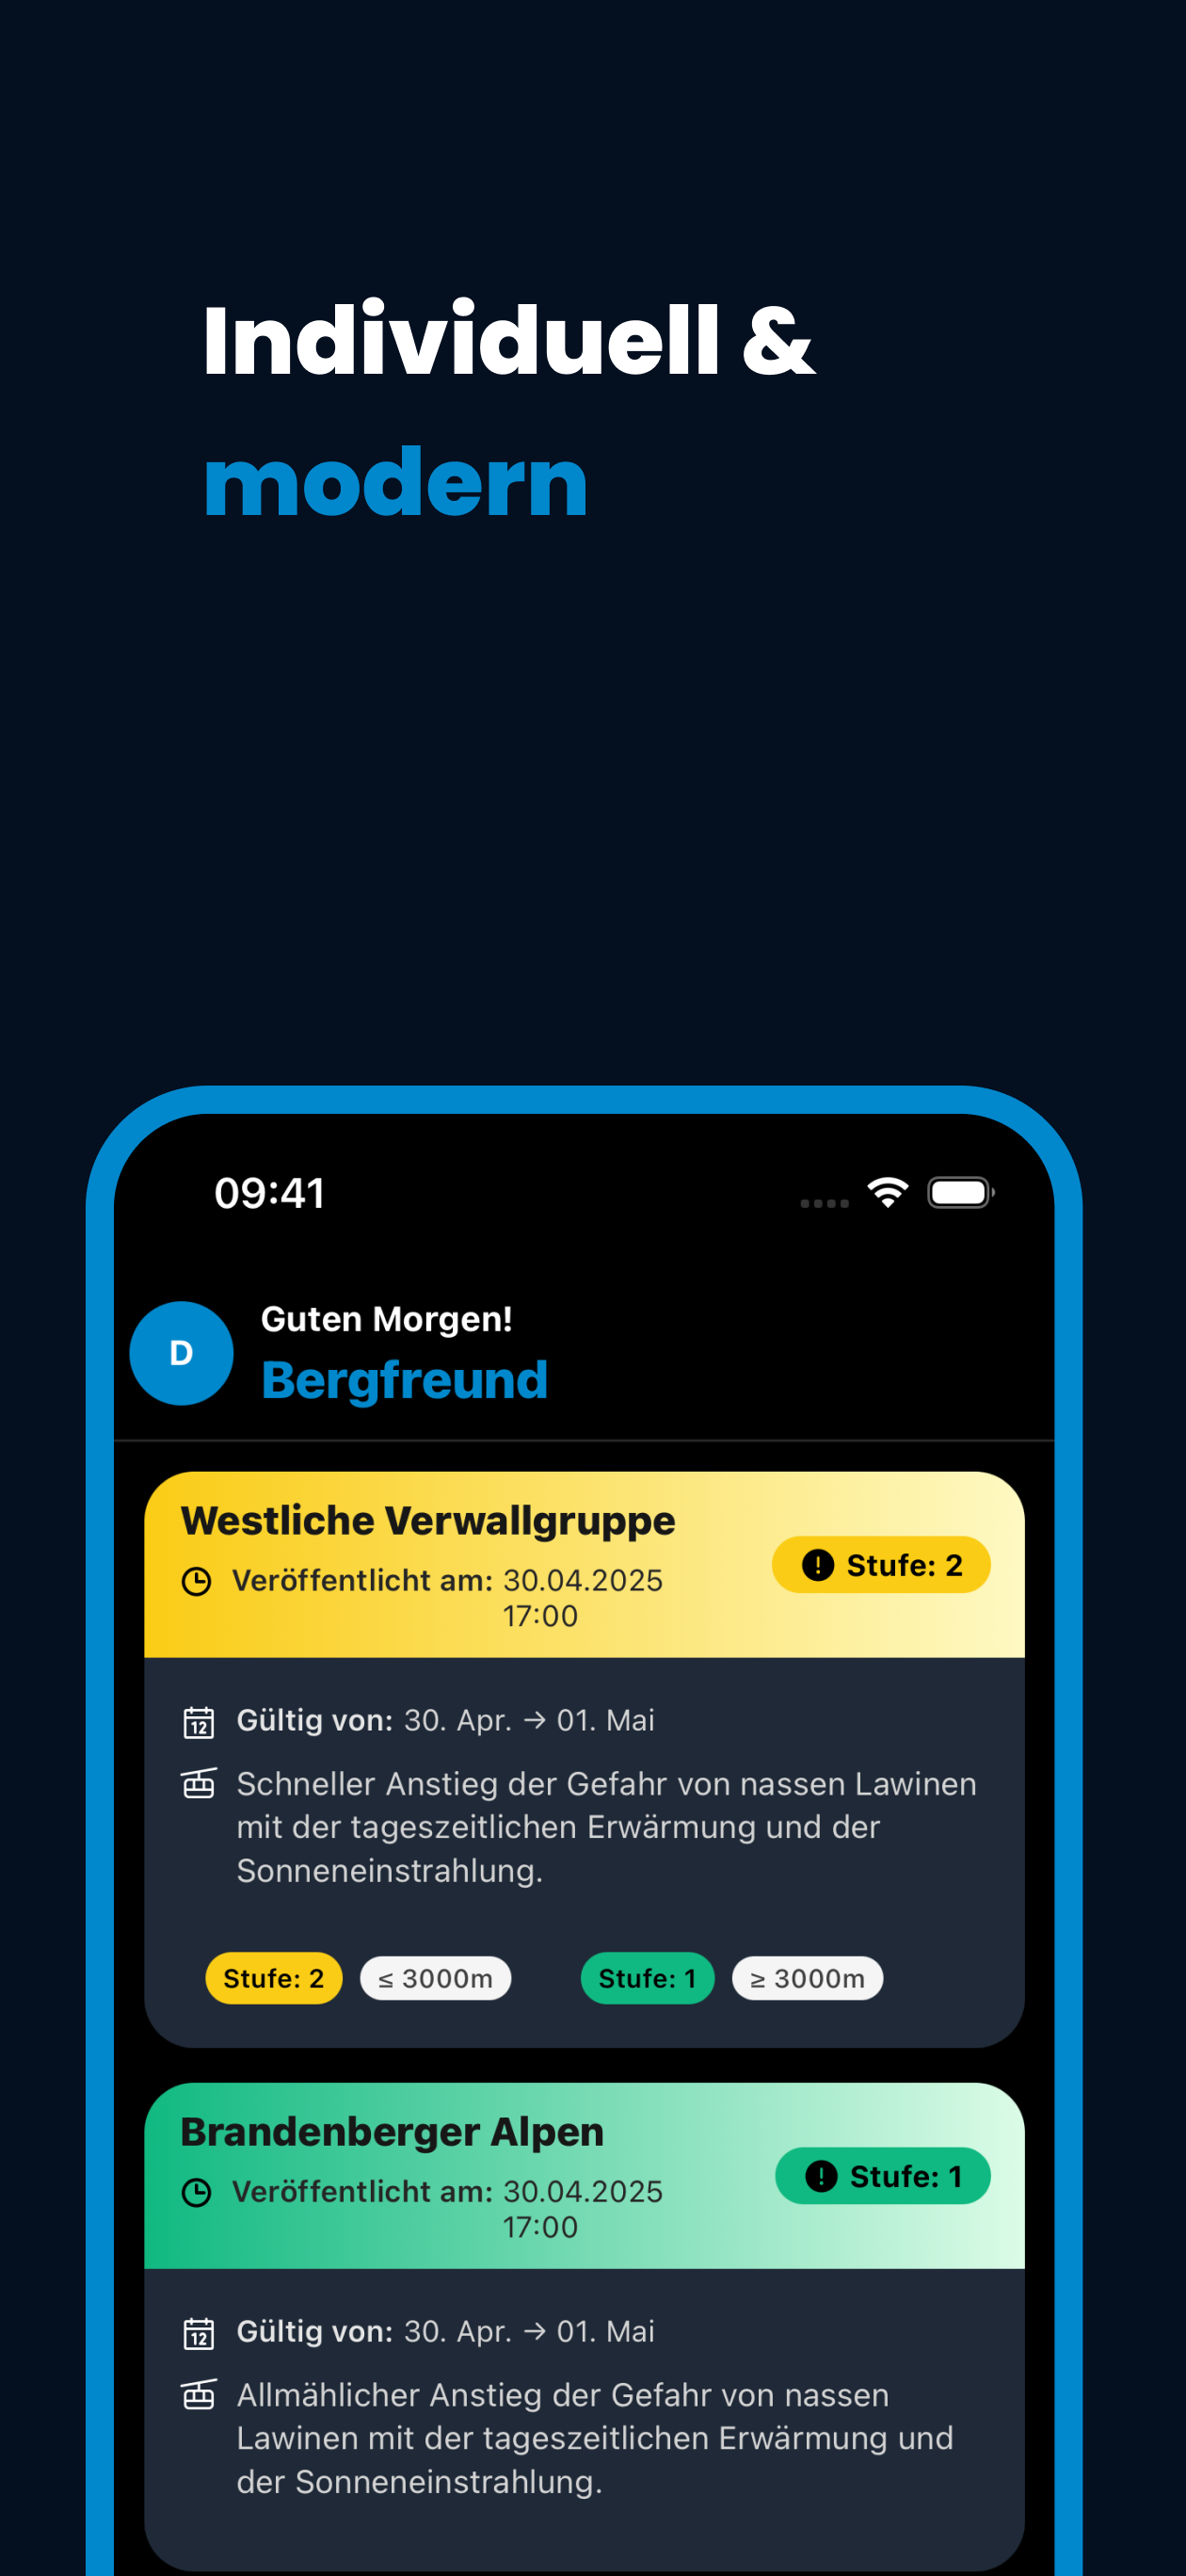 Individuell &
modern
09:41
D
Guten Morgen!
Bergfreund
Westliche Verwallgruppe
Veröffentlicht am: 30.04.2025
17:00
Stufe: 2
12
Gültig von: 30. Apr. → 01. Mai
Schneller Anstieg der Gefahr von nassen Lawinen
mit der tageszeitlichen Erwärmung und der
Sonneneinstrahlung.
Stufe: 2 ≤ 3000m Stufe: 1 ≥ 3000m
Brandenberger Alpen
Veröffentlicht am: 30.04.2025
17:00
Stufe: 1
12
Gültig von: 30. Apr. → 01. Mai
Allmählicher Anstieg der Gefahr von nassen
Lawinen mit der tageszeitlichen Erwärmung und
der Sonneneinstrahlung.